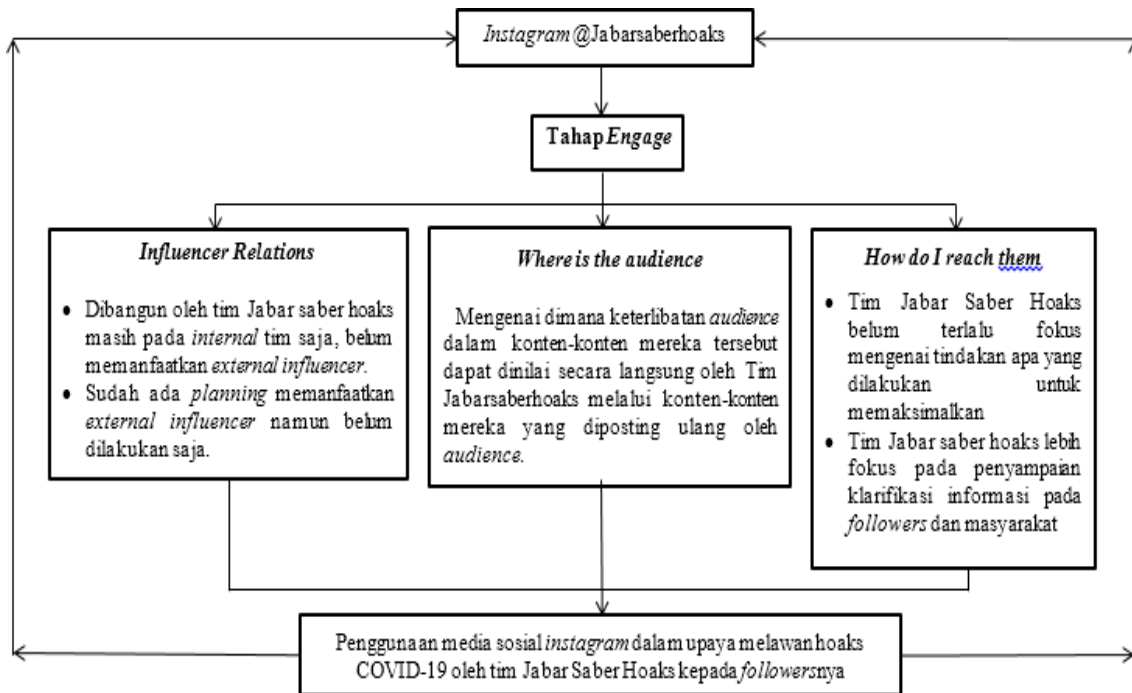 Instagram @Jabarsaberhoaks
Tahap Engage
Influencer Relations
• Dibangun oleh tim Jabar saber hoaks
masih pada internal tim saja, belum
memanfaatkan external influencer.
• Sudah ada planning memanfaatkan
external influencer namun belum
dilakukan saja.
Where is the audience
Mengenai dimana keterlibatan audience
dalam konten-konten mereka tersebut
dapat dinilai secara langsung oleh Tim
Jabarsaberhoaks melalui konten-konten
mereka yang diposting ulang oleh
audience.
How do I reach them
• Tim Jabar Saber Hoaks
belum terlalu fokus
mengenai tindakan apa yang
dilakukan untuk
memaksimalkan
• Tim Jabar saber hoaks lebih
fokus pada penyampaian
klarifikasi informasi pada
followers dan masyarakat
Penggunaan media sosial instagram dalam upaya melawan hoaks
COVID-19 oleh tim Jabar Saber Hoaks kepada followersnya